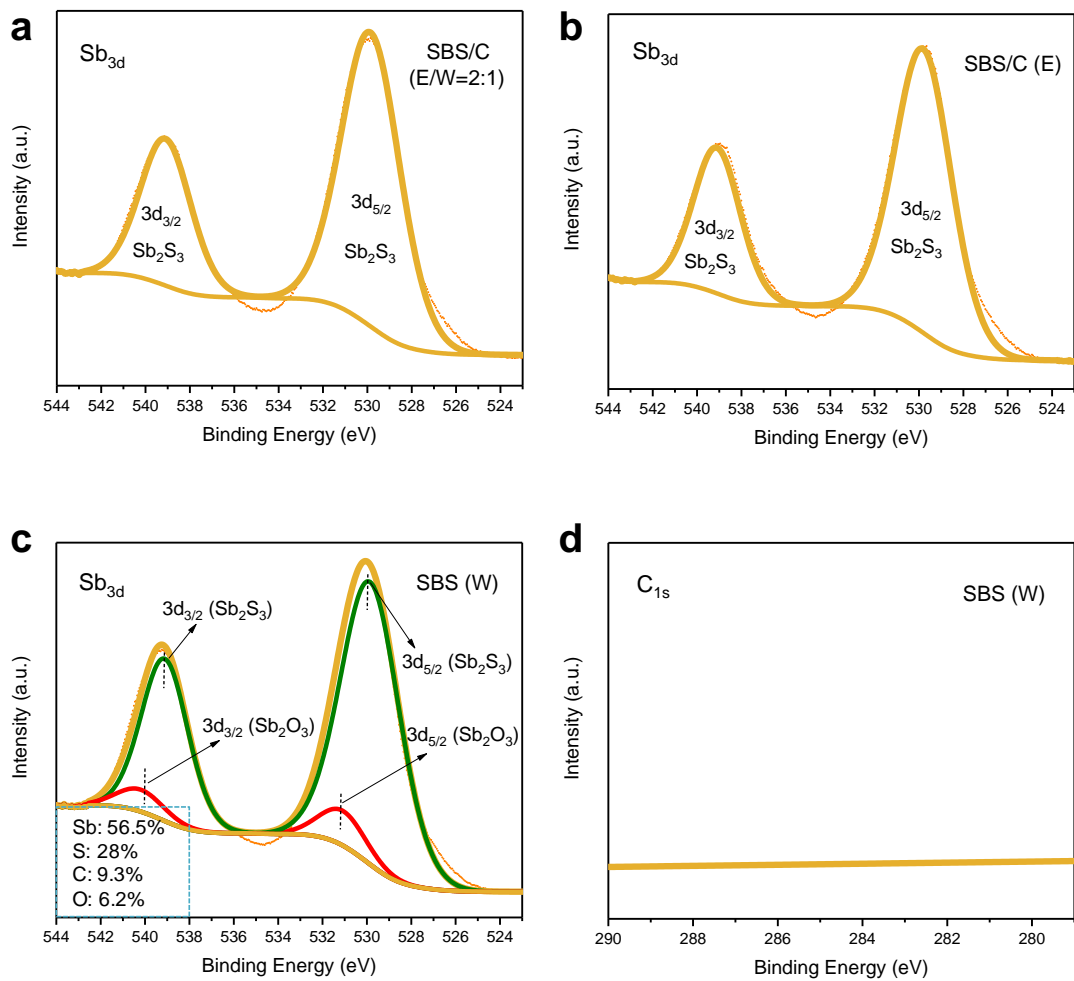 a
Sb3d
SBS/C
(E/W=2:1)
3d3/2
Sb2S3
3d5/2
Sb2S3
Intensity (a.u.)
544 542 540 538 536 534 532 530 528 526 524
Binding Energy (eV)
b
Sb3d
SBS/C (E)
3d3/2
Sb2S3
3d5/2
Sb2S3
Intensity (a.u.)
544 542 540 538 536 534 532 530 528 526 524
Binding Energy (eV)
c
Sb3d
SBS (W)
3d3/2 (Sb2S3)
3d5/2 (Sb2S3)
3d3/2 (Sb2O3)
3d5/2 (Sb2O3)
Sb: 56.5%
S: 28%
C: 9.3%
O: 6.2%
Intensity (a.u.)
544 542 540 538 536 534 532 530 528 526 524
Binding Energy (eV)
d
C1s
SBS (W)
Intensity (a.u.)
290 288 286 284 282 280
Binding Energy (eV)